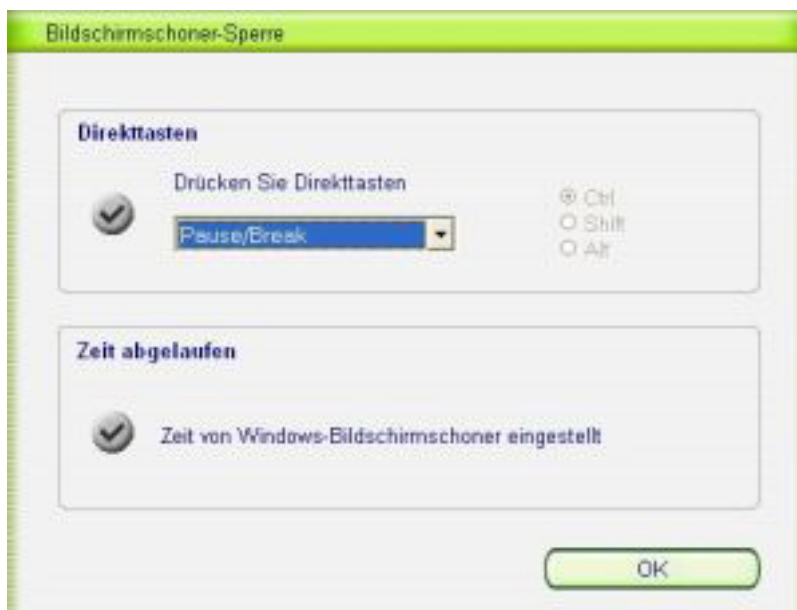 Bildschirmschoner-Sperre
Direkttasten
Drücken Sie Direkttasten
Pause/Break
Ctrl
Shift
Alt
Zeit abgelaufen
Zeit von Windows-Bildschirmschoner eingestellt
OK